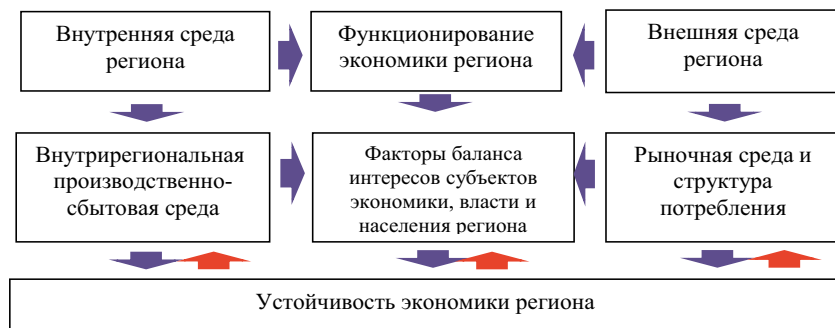 Внутренняя среда
региона
Функционирование
экономики региона
Внешняя среда
региона
Внутрирегиональная
производственно-
сбытовая среда
Факторы баланса
интересов субъектов
экономики, власти и
населения региона
Рыночная среда и
структура
потребления
Устойчивость экономики региона